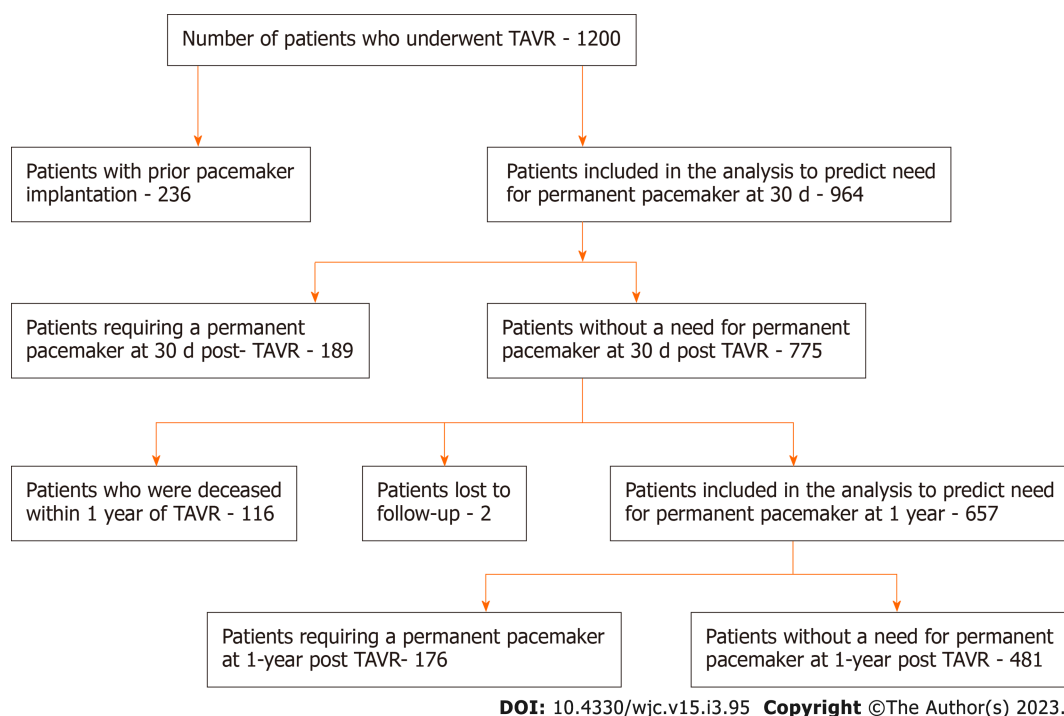 Number of patients who underwent TAVR - 1200
Patients with prior pacemaker
implantation - 236
Patients included in the analysis to predict need
for permanent pacemaker at 30 d - 964
Patients requiring a permanent
pacemaker at 30 d post- TAVR - 189
Patients without a need for permanent
pacemaker at 30 d post TAVR - 775
Patients who were deceased
within 1 year of TAVR - 116
Patients lost to
follow-up - 2
Patients included in the analysis to predict need
for permanent pacemaker at 1 year - 657
Patients requiring a permanent pacemaker
at 1-year post TAVR- 176
Patients without a need for permanent
pacemaker at 1-year post TAVR - 481
DOI: 10.4330/wjc.v15.i3.95 Copyright ©The Author(s) 2023.